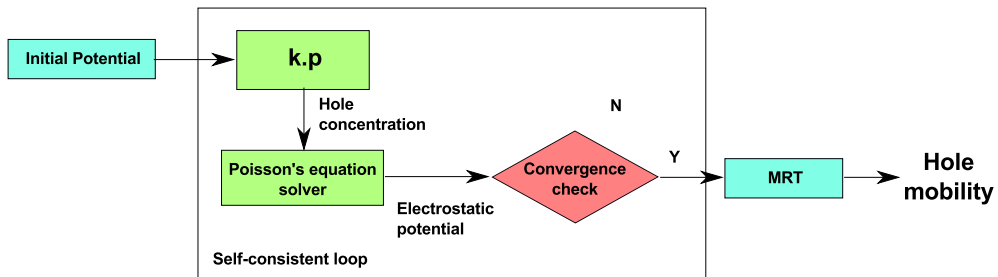 Initial Potential
k.p
Hole
concentration
Poisson's equation
solver
Electrostatic
potential
N
Convergence
check
Y
MRT
Hole
mobility
Self-consistent loop